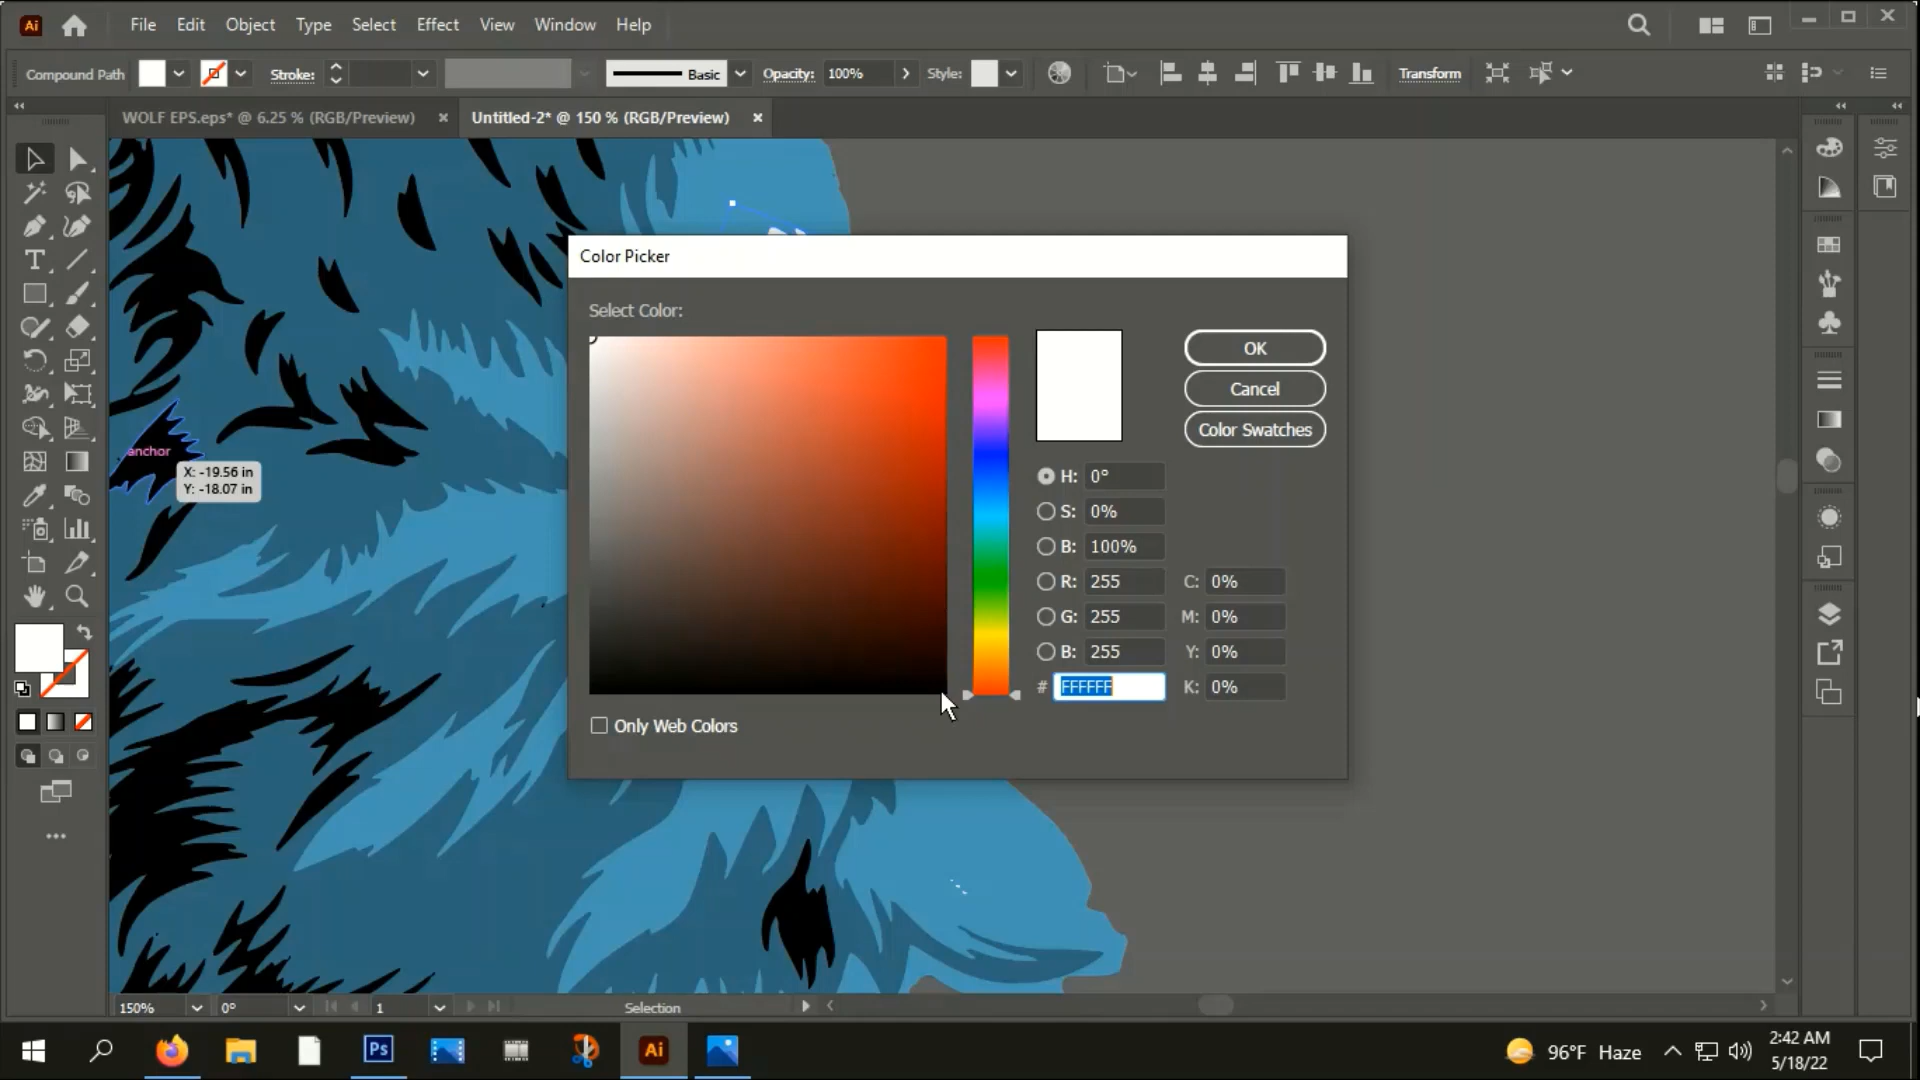 Ai File Edit Object Type Select Effect View Window Help
Compound Path Stroke: Basic Opacity: 100% Style: Transform
WOLF EPS.eps* @ 6.25 % (RGB/Preview) × Untitled-2* @ 150 % (RGB/Preview) ×
Color Picker
Select Color:
OK
Cancel
Color Swatches
anchor
X: -19.56 in
Y: -18.07 in
H: 0°
S: 0%
B: 100%
R: 255 C: 0%
G: 255 M: 0%
B: 255 Y: 0%
# FFFFFF K: 0%
Only Web Colors
150% 0° 1 Selection
Ps Ai 96°F Haze 2:42 AM
5/18/22